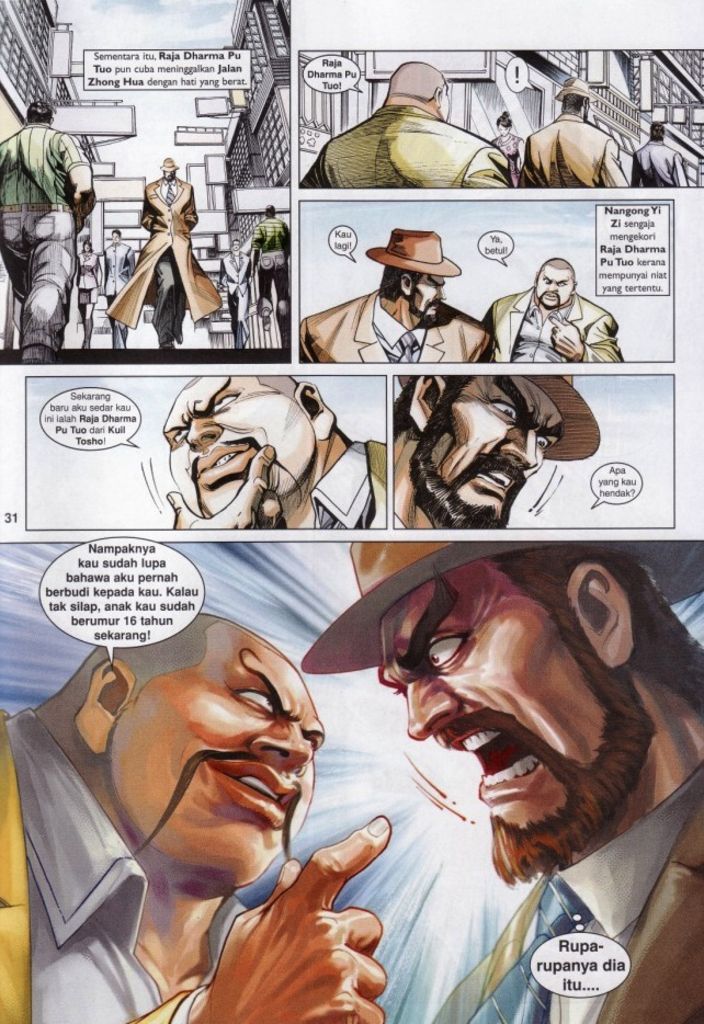 Sementara itu, Raja Dharma Pu
Tuo pun cuba meninggalkan Jalan
Zhong Hua dengan hati yang berat.
Raja
Dharma Pu
Tuo!
!
Kau
lagi!
Ya,
betul!
Nangong Yi
Zi sengaja
mengekori
Raja Dharma
Pu Tuo kerana
mempunyai niat
yang tertentu.
Sekarang
baru aku sedar kau
ini ialah Raja Dharma
Pu Tuo dari Kuil
Tosho!
Apa
yang kau
hendak?
31
Nampaknya
kau sudah lupa
bahawa aku pernah
berbudi kepada kau. Kalau
tak silap, anak kau sudah
berumur 16 tahun
sekarang!
Rupa-
rupanya dia
itu....